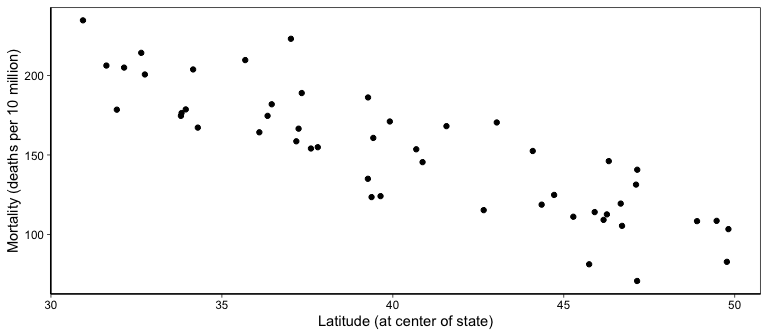 Mortality (deaths per 10 million)
200
150
100
30 35 40 45 50
Latitude (at center of state)